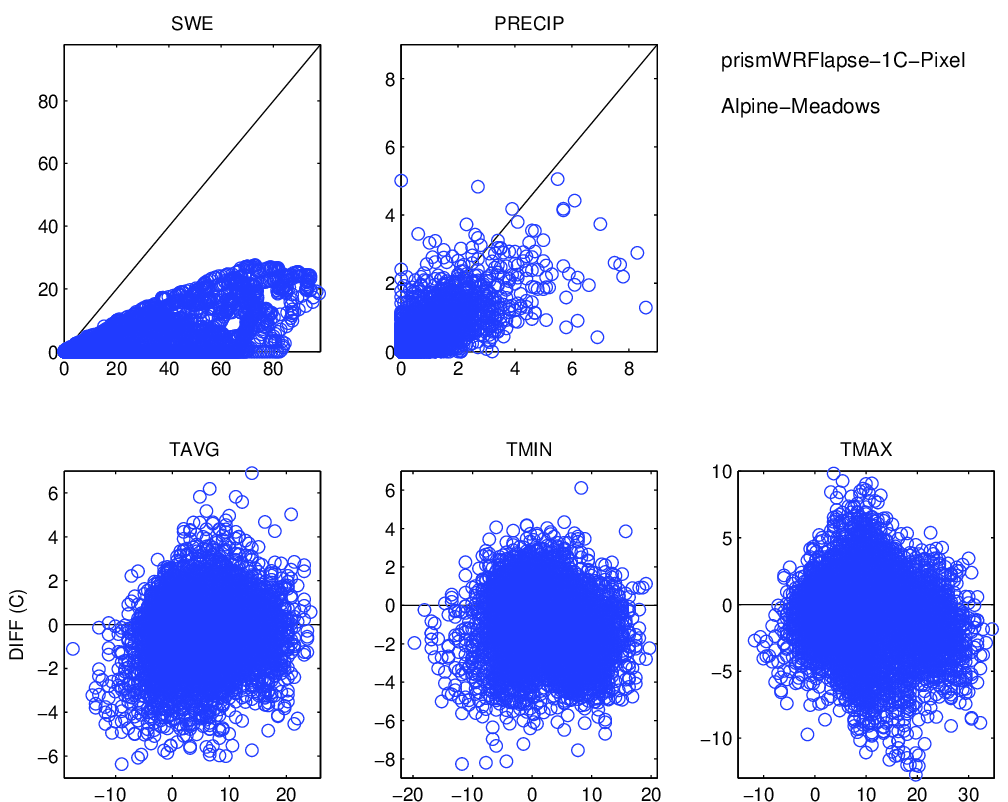 SWE
PRECIP
prismWRFlapse−1C−Pixel
Alpine−Meadows
80
60
40
20
0
0 20 40 60 80
8
6
4
2
0
0 2 4 6 8
TAVG
TMIN
TMAX
DIFF (C)
6
4
2
0
−2
−4
−6
−10 0 10 20
6
4
2
0
−2
−4
−6
−8
−20 −10 0 10 20
10
5
0
−5
−10
−10 0 10 20 30